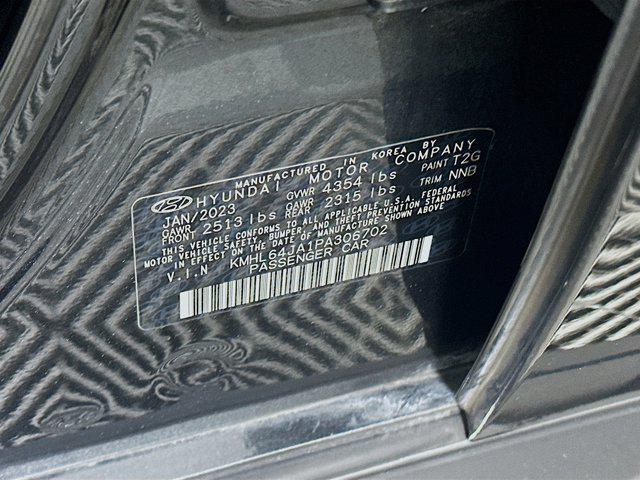 MANUFACTURED IN KOREA BY
HYUNDAI MOTOR COMPANY
JAN/2023 GVWR 4354 lbs PAINT T2G
GAWR FRONT 2513 lbs GAWR REAR 2315 lbs TRIM NNB
THIS VEHICLE CONFORMS TO ALL APPLICABLE U.S.A. FEDERAL
MOTOR VEHICLE SAFETY, BUMPER, AND THEFT PREVENTION STANDARDS
IN EFFECT ON THE DATE OF MANUFACTURE SHOWN ABOVE
V.I.N KMHL64JA1PA306702
PASSENGER CAR